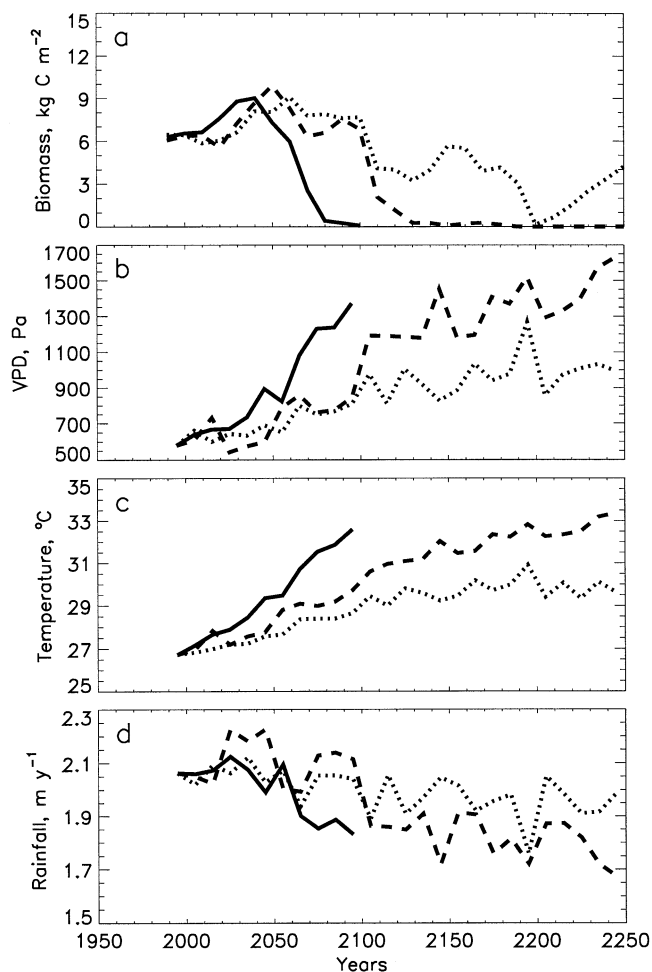 a
Biomass, kg C m⁻²
15
12
9
6
3
0
b
VPD, Pa
1700
1500
1300
1100
900
700
500
c
Temperature, °C
35
33
31
29
27
25
d
Rainfall, m y⁻¹
2.3
2.1
1.9
1.7
1.5
1950 2000 2050 2100 2150 2200 2250
Years